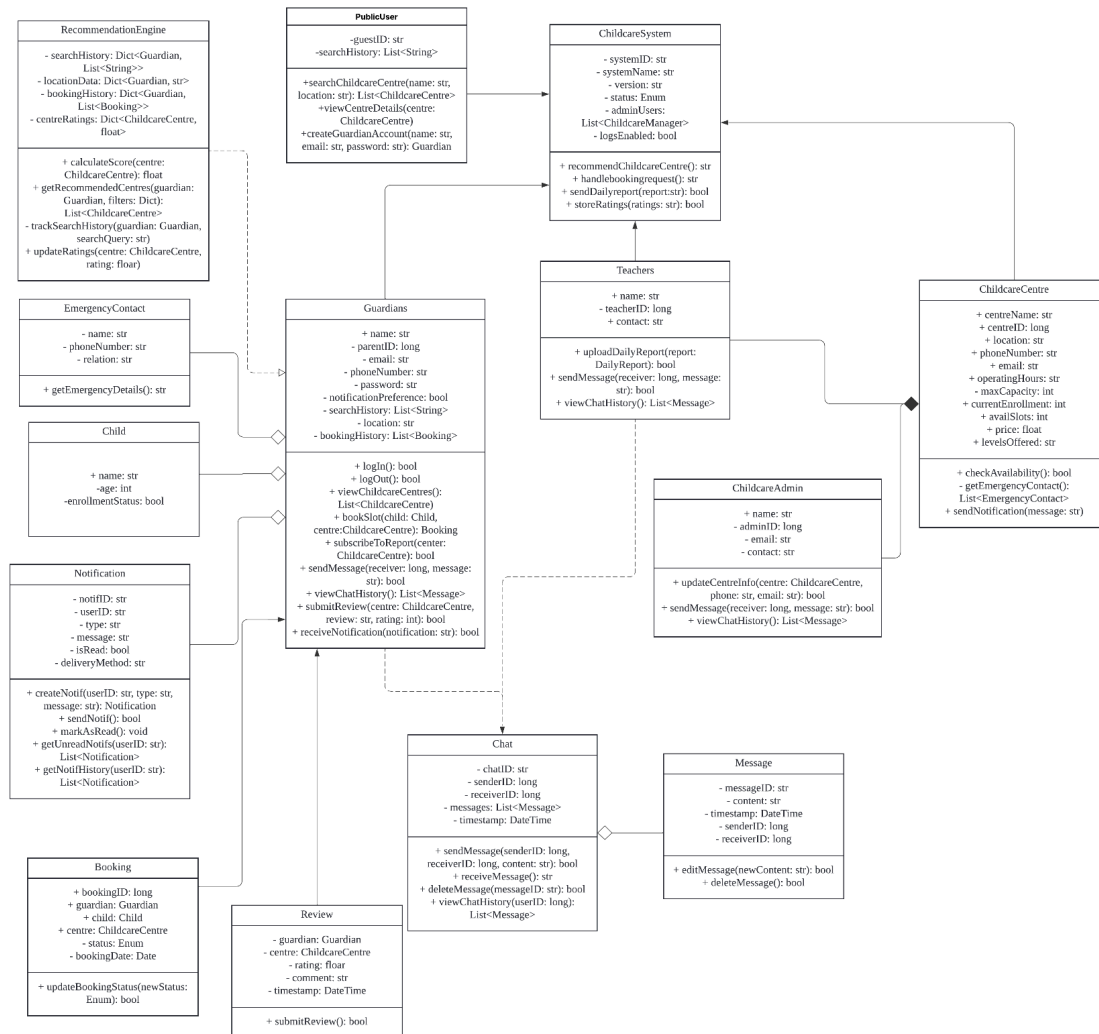 RecommendationEngine
- searchHistory: Dict<Guardian,
List<String>>
- locationData: Dict<Guardian, str>
- bookingHistory: Dict<Guardian,
List<Booking>>
- centreRatings: Dict<ChildcareCentre,
float>
+ calculateScore(centre:
ChildcareCentre): float
+ getRecommendedCentres(guardian:
Guardian, filters: Dict):
List<ChildcareCentre>
- trackSearchHistory(guardian: Guardian,
searchQuery: str)
+ updateRatings(centre: ChildcareCentre,
rating: floar)
PublicUser
-guestID: str
-searchHistory: List<String>
+searchChildcareCentre(name: str,
location: str): List<ChildcareCentre>
+viewCentreDetails(centre:
ChildcareCentre)
+createGuardianAccount(name: str,
email: str, password: str): Guardian
ChildcareSystem
- systemID: str
- systemName: str
- version: str
- status: Enum
- adminUsers:
List<ChildcareManager>
- logsEnabled: bool
+ recommendChildcareCentre(): str
+ handlebookingrequest(): str
+ sendDailyreport(report:str): bool
+ storeRatings(ratings: str): bool
EmergencyContact
- name: str
- phoneNumber: str
- relation: str
+ getEmergencyDetails(): str
Guardians
+ name: str
- parentID: long
- email: str
- phoneNumber: str
- password: str
- notificationPreference: bool
- searchHistory: List<String>
- location: str
- bookingHistory: List<Booking>
+ logIn(): bool
+ logOut(): bool
+ viewChildcareCentres():
List<ChildcareCentre)
+ bookSlot(child: Child,
centre:ChildcareCentre): Booking
+ subscribeToReport(center:
ChildcareCentre): bool
+ sendMessage(receiver: long, message:
str): bool
+ viewChatHistory(): List<Message>
+ submitReview(centre: ChildcareCentre,
review: str, rating: int): bool
+ receiveNotification(notification: str): bool
Teachers
+ name: str
- teacherID: long
+ contact: str
+ uploadDailyReport(report:
DailyReport): bool
+ sendMessage(receiver: long, message:
str): bool
+ viewChatHistory(): List<Message>
ChildcareCentre
+ centreName: str
+ centreID: long
+ location: str
+ phoneNumber: str
+ email: str
+ operatingHours: str
- maxCapacity: int
+ currentEnrollment: int
+ availSlots: int
+ price: float
+ levelsOffered: str
+ checkAvailability(): bool
- getEmergencyContact():
List<EmergencyContact>
+ sendNotification(message: str)
Child
+ name: str
-age: int
-enrollmentStatus: bool
ChildcareAdmin
+ name: str
- adminID: long
- email: str
- contact: str
+ updateCentreInfo(centre: ChildcareCentre,
phone: str, email: str): bool
+ sendMessage(receiver: long, message: str): bool
+ viewChatHistory(): List<Message>
Notification
- notifID: str
- userID: str
- type: str
- message: str
- isRead: bool
- deliveryMethod: str
+ createNotif(userID: str, type: str,
message: str): Notification
+ sendNotif(): bool
+ markAsRead(): void
+ getUnreadNotifs(userID: str):
List<Notification>
+ getNotifHistory(userID: str):
List<Notification>
Chat
- chatID: str
- senderID: long
- receiverID: long
- messages: List<Message>
- timestamp: DateTime
+ sendMessage(senderID: long,
receiverID: long, content: str): bool
+ receiveMessage(): str
+ deleteMessage(messageID: str): bool
+ viewChatHistory(userID: long):
List<Message>
Message
- messageID: str
- content: str
- timestamp: DateTime
- senderID: long
- receiverID: long
+ editMessage(newContent: str): bool
+ deleteMessage(): bool
Booking
+ bookingID: long
+ guardian: Guardian
+ child: Child
+ centre: ChildcareCentre
- status: Enum
- bookingDate: Date
+ updateBookingStatus(newStatus:
Enum): bool
Review
- guardian: Guardian
- centre: ChildcareCentre
- rating: floar
- comment: str
- timestamp: DateTime
+ submitReview(): bool